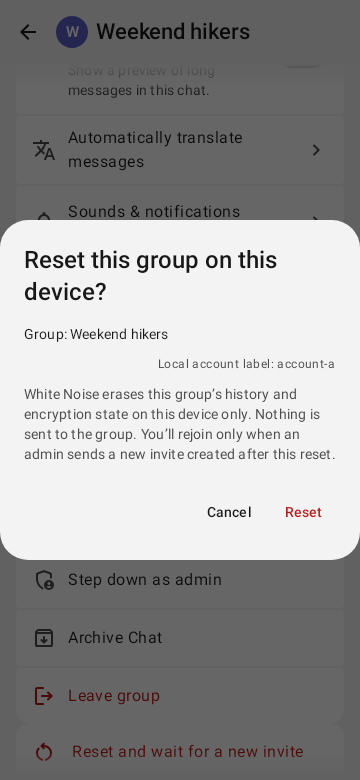 W Weekend hikers
Show a preview of long
messages in this chat.
Automatically translate
messages
Sounds & notifications
Reset this group on this
device?
Group: Weekend hikers
Local account label: account-a
White Noise erases this group’s history and
encryption state on this device only. Nothing is
sent to the group. You’ll rejoin only when an
admin sends a new invite created after this reset.
Cancel Reset
Step down as admin
Archive Chat
Leave group
Reset and wait for a new invite